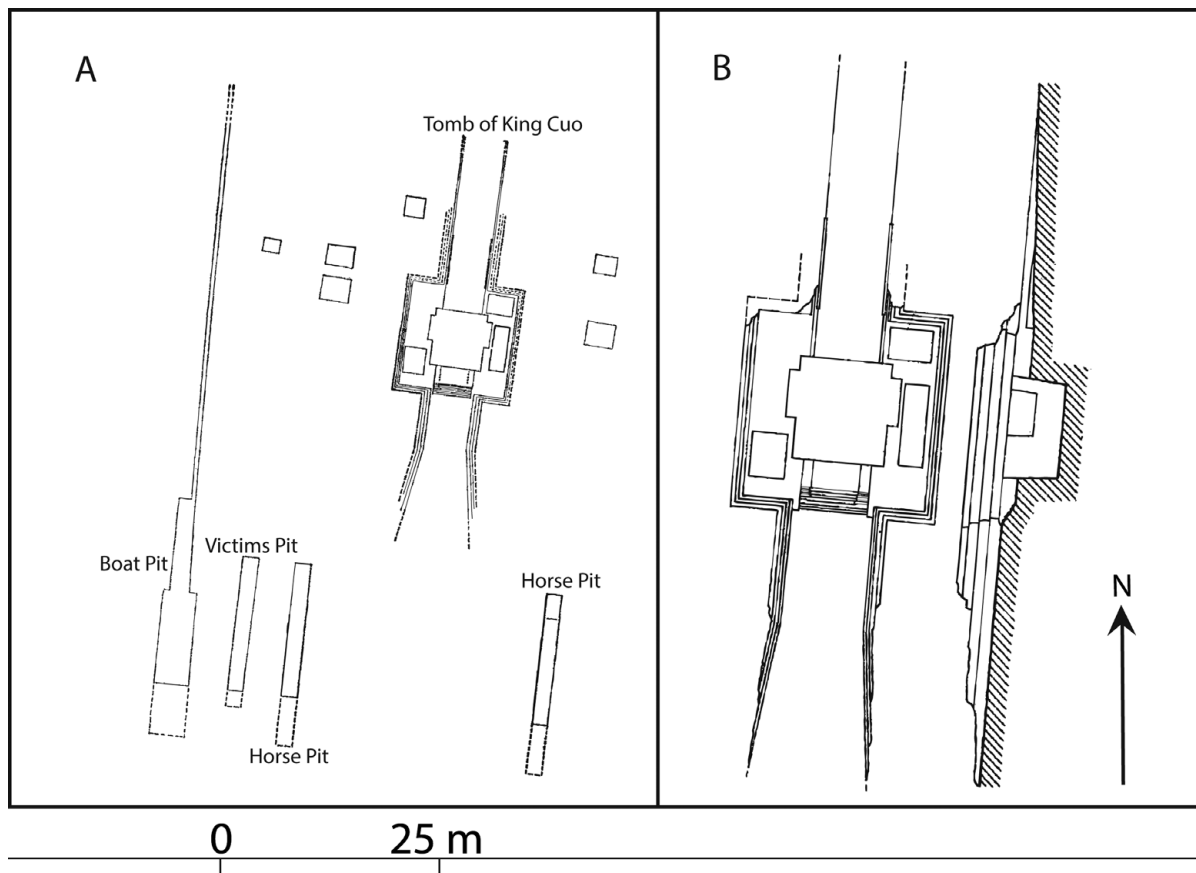 A
Tomb of King Cuo
Boat Pit
Victims Pit
Horse Pit
Horse Pit
B
N
0 25 m